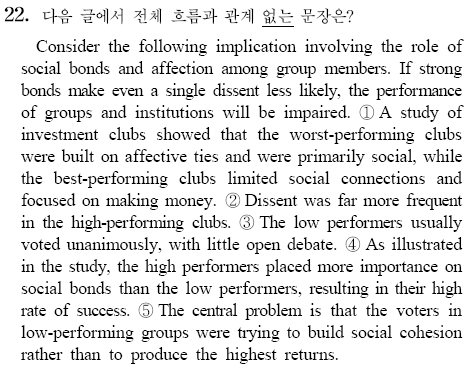 22. 다음 글에서 전체 흐름과 관계 없는 문장은?
Consider the following implication involving the role of
social bonds and affection among group members. If strong
bonds make even a single dissent less likely, the performance
of groups and institutions will be impaired. ① A study of
investment clubs showed that the worst-performing clubs
were built on affective ties and were primarily social, while
the best-performing clubs limited social connections and
focused on making money. ② Dissent was far more frequent
in the high-performing clubs. ③ The low performers usually
voted unanimously, with little open debate. ④ As illustrated
in the study, the high performers placed more importance on
social bonds than the low performers, resulting in their high
rate of success. ⑤ The central problem is that the voters in
low-performing groups were trying to build social cohesion
rather than to produce the highest returns.